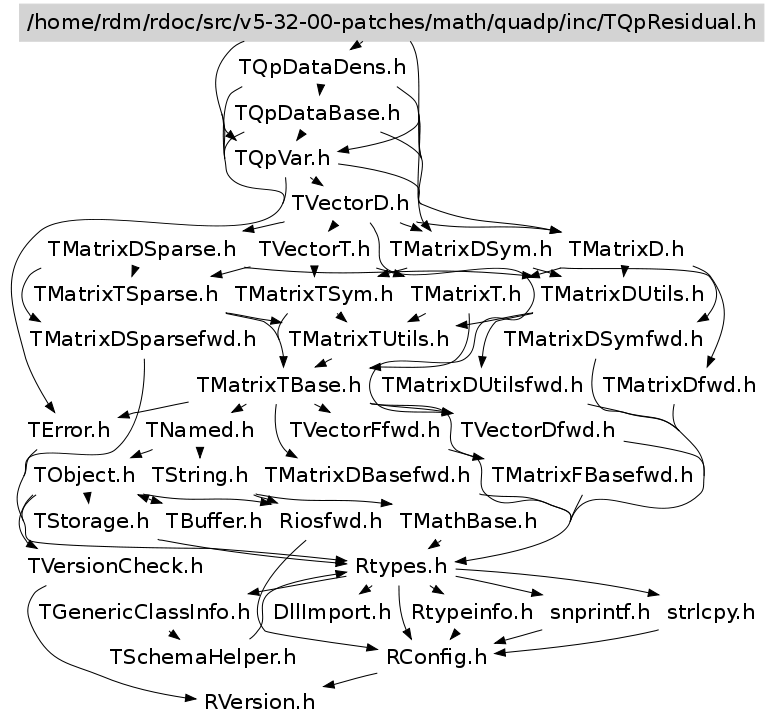 /home/rdm/rdoc/src/v5-32-00-patches/math/quadp/inc/TQpResidual.h
TQpDataDens.h
TQpDataBase.h
TQpVar.h
TVectorD.h
TMatrixDSparse.h TVectorT.h TMatrixDSym.h TMatrixD.h
TMatrixTSparse.h TMatrixTSym.h TMatrixT.h TMatrixDUtils.h
TMatrixDSparsefwd.h TMatrixTUtils.h TMatrixDSymfwd.h
TMatrixTBase.h TMatrixDUtilsfwd.h TMatrixDfwd.h
TError.h TNamed.h TVectorFfwd.h TVectorDfwd.h
TObject.h TString.h TMatrixDBasefwd.h TMatrixFBasefwd.h
TStorage.h TBuffer.h Riosfwd.h TMathBase.h
TVersionCheck.h Rtypes.h
TGenericClassInfo.h DllImport.h Rtypeinfo.h snprintf.h strlcpy.h
TSchemaHelper.h RConfig.h
RVersion.h